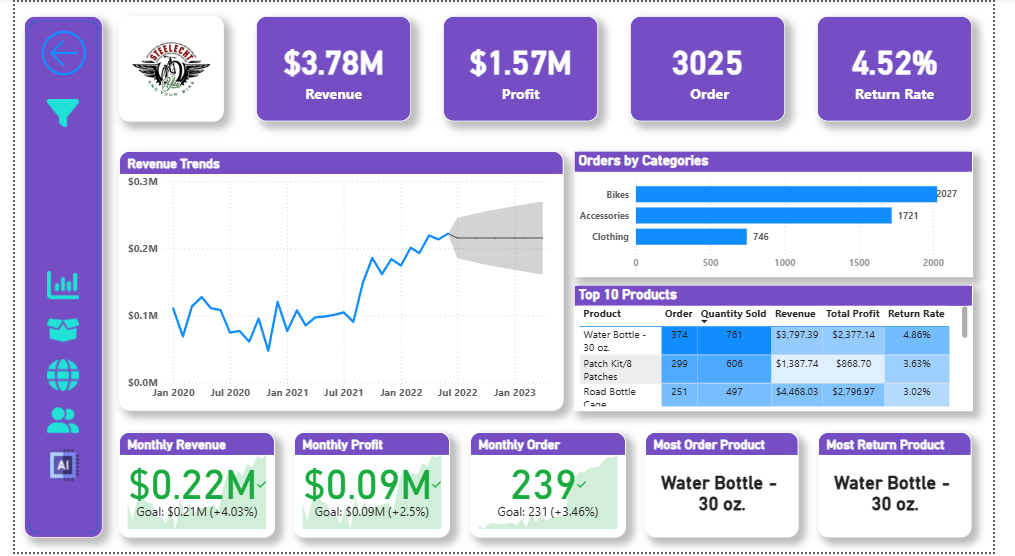 STEELECHT
AND YOUR BIKE
$3.78M
Revenue
$1.57M
Profit
3025
Order
4.52%
Return Rate
Revenue Trends
$0.3M
$0.2M
$0.1M
$0.0M
Jan 2020 Jul 2020 Jan 2021 Jul 2021 Jan 2022 Jul 2022 Jan 2023
Orders by Categories
Bikes 2027
Accessories 1721
Clothing 746
0 500 1000 1500 2000
Top 10 Products
Product Order Quantity Sold Revenue Total Profit Return Rate
Water Bottle - 374 761 $3,797.39 $2,377.14 4.86%
30 oz.
Patch Kit/8 299 606 $1,387.74 $868.70 3.63%
Patches
Road Bottle 251 497 $4,468.03 $2,796.97 3.02%
Cage
AI
Monthly Revenue
$0.22M
Goal: $0.21M (+4.03%)
Monthly Profit
$0.09M
Goal: $0.09M (+2.5%)
Monthly Order
239
Goal: 231 (+3.46%)
Most Order Product
Water Bottle -
30 oz.
Most Return Product
Water Bottle -
30 oz.